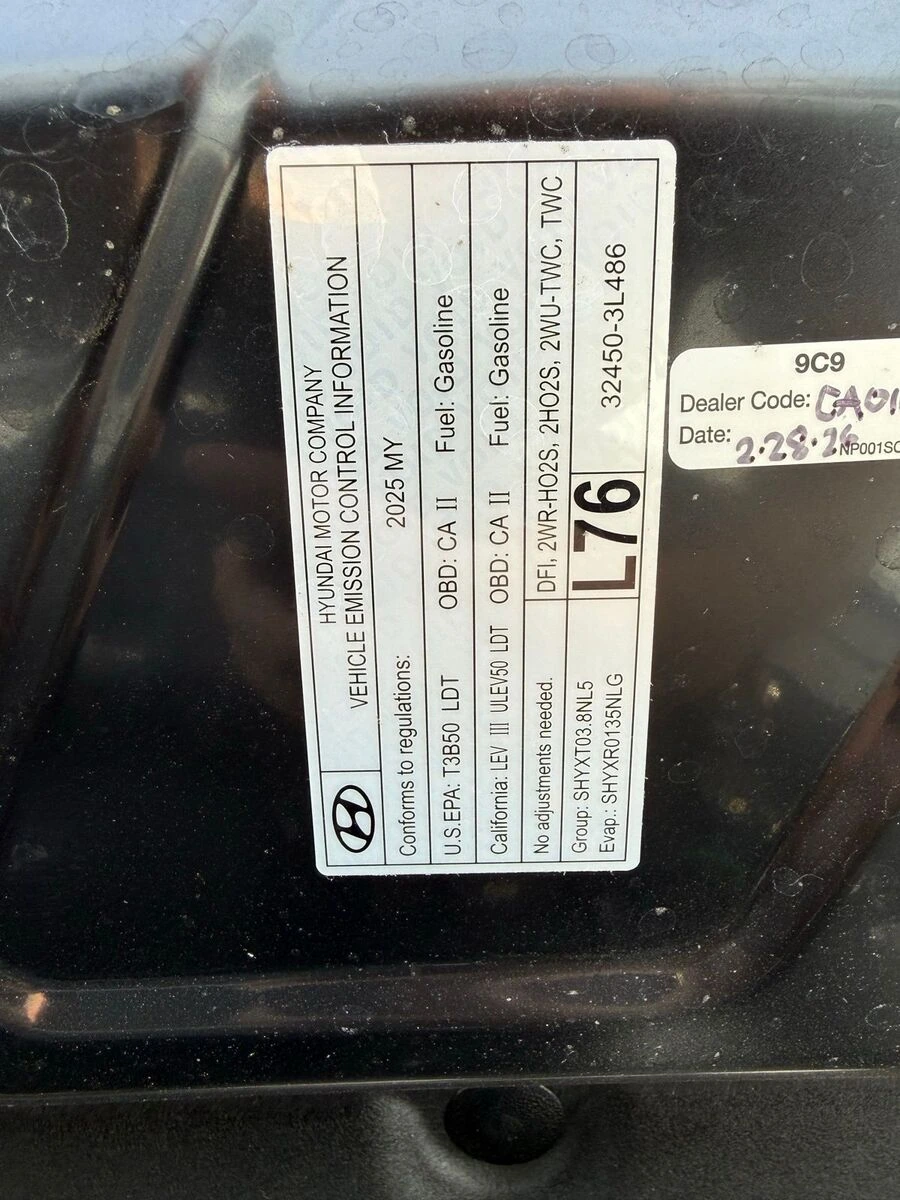 HYUNDAI MOTOR COMPANY
VEHICLE EMISSION CONTROL INFORMATION
Conforms to regulations: 2025 MY
U.S.EPA: T3B50 LDT OBD: CA II Fuel: Gasoline
California: LEV III ULEV50 LDT OBD: CA II Fuel: Gasoline
No adjustments needed. DFI, 2WR-HO2S, 2HO2S, 2WU-TWC, TWC
Group: SHYXT03.8NL5
Evap.: SHYXR0135NLG
L76 32450-3L486
9C9
Dealer Code:
Date: 2.28.26